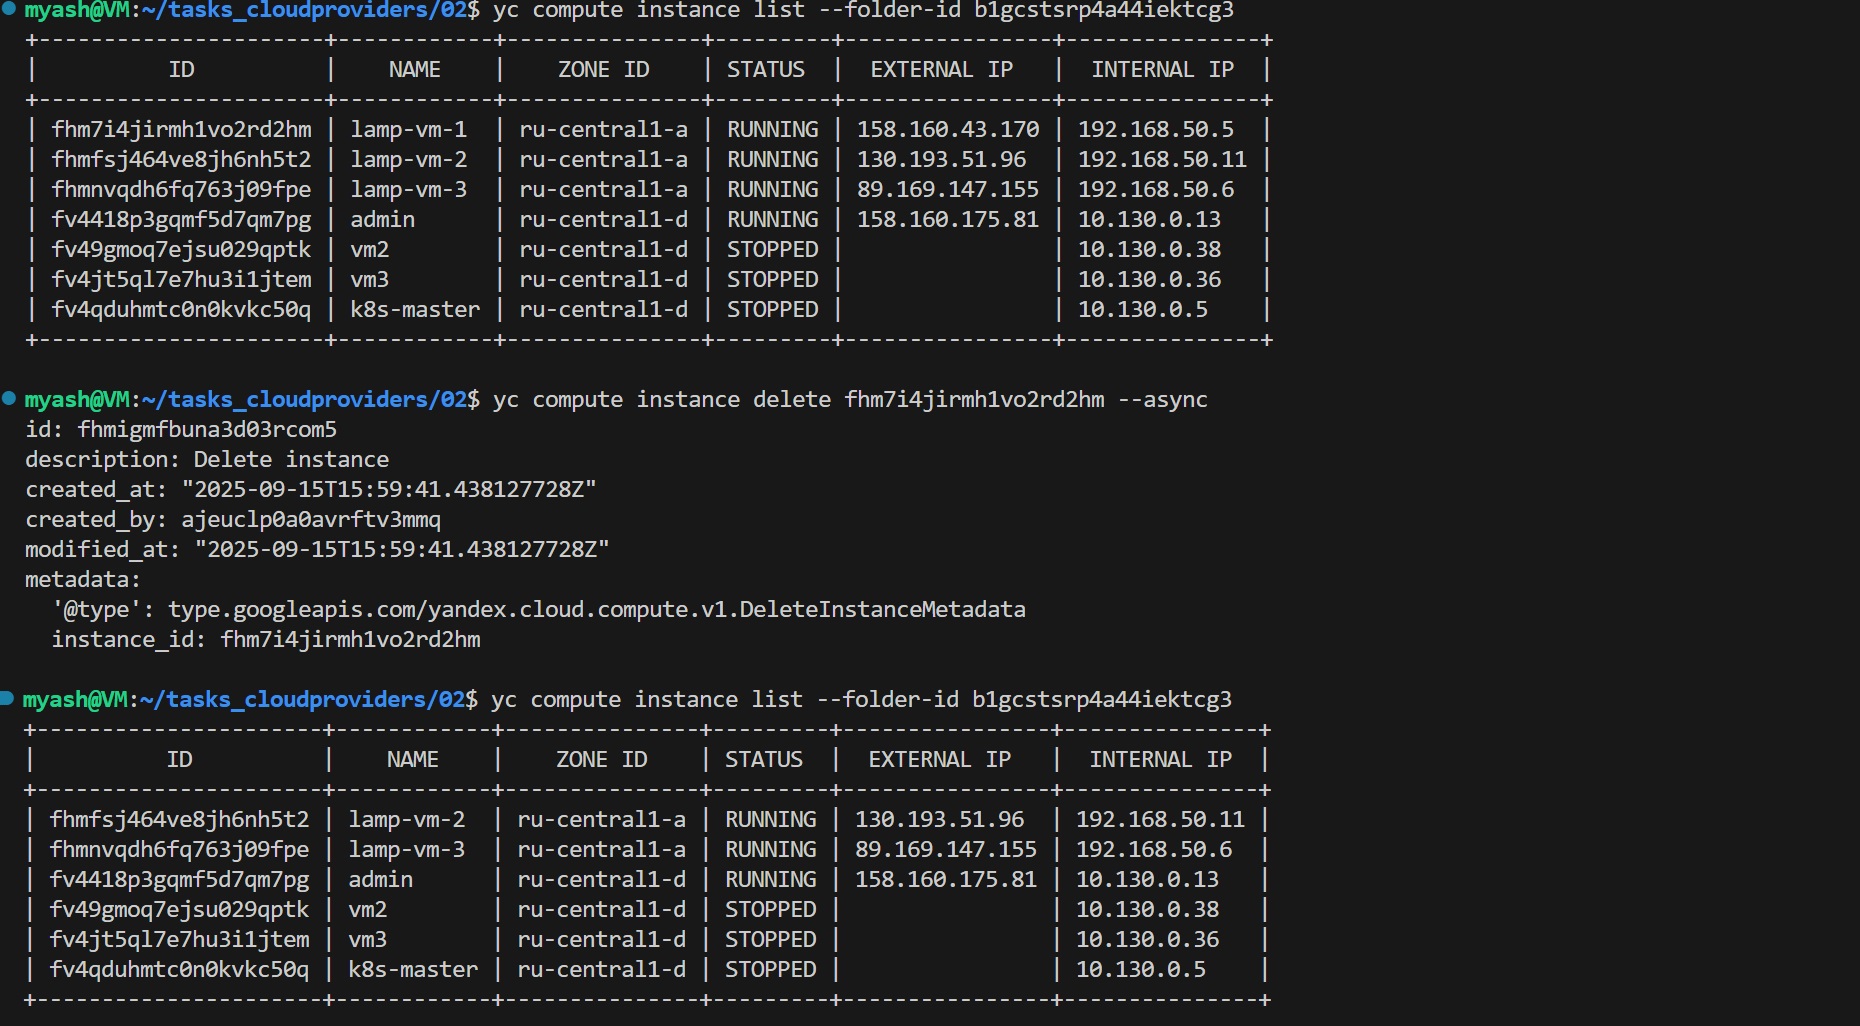 myash@VM:~/tasks_cloudproviders/02$ yc compute instance list --folder-id b1gcstsrp4a44iektcg3
+----------------------+------------+---------------+---------+----------------+---------------+
| ID | NAME | ZONE ID | STATUS | EXTERNAL IP | INTERNAL IP |
+----------------------+------------+---------------+---------+----------------+---------------+
| fhm7i4jirmh1vo2rd2hm | lamp-vm-1 | ru-central1-a | RUNNING | 158.160.43.170 | 192.168.50.5 |
| fhmfsj464ve8jh6nh5t2 | lamp-vm-2 | ru-central1-a | RUNNING | 130.193.51.96 | 192.168.50.11 |
| fhmnvqdh6fq763j09fpe | lamp-vm-3 | ru-central1-a | RUNNING | 89.169.147.155 | 192.168.50.6 |
| fv4418p3gqmf5d7qm7pg | admin | ru-central1-d | RUNNING | 158.160.175.81 | 10.130.0.13 |
| fv49gmoq7ejsu029qptk | vm2 | ru-central1-d | STOPPED | | 10.130.0.38 |
| fv4jt5ql7e7hu3i1jtem | vm3 | ru-central1-d | STOPPED | | 10.130.0.36 |
| fv4qduhmtc0n0kvkc50q | k8s-master | ru-central1-d | STOPPED | | 10.130.0.5 |
+----------------------+------------+---------------+---------+----------------+---------------+
myash@VM:~/tasks_cloudproviders/02$ yc compute instance delete fhm7i4jirmh1vo2rd2hm --async
id: fhmigmfbuna3d03rcom5
description: Delete instance
created_at: "2025-09-15T15:59:41.438127728Z"
created_by: ajeuclp0a0avrftv3mmq
modified_at: "2025-09-15T15:59:41.438127728Z"
metadata:
  '@type': type.googleapis.com/yandex.cloud.compute.v1.DeleteInstanceMetadata
  instance_id: fhm7i4jirmh1vo2rd2hm
myash@VM:~/tasks_cloudproviders/02$ yc compute instance list --folder-id b1gcstsrp4a44iektcg3
+----------------------+------------+---------------+---------+----------------+---------------+
| ID | NAME | ZONE ID | STATUS | EXTERNAL IP | INTERNAL IP |
+----------------------+------------+---------------+---------+----------------+---------------+
| fhmfsj464ve8jh6nh5t2 | lamp-vm-2 | ru-central1-a | RUNNING | 130.193.51.96 | 192.168.50.11 |
| fhmnvqdh6fq763j09fpe | lamp-vm-3 | ru-central1-a | RUNNING | 89.169.147.155 | 192.168.50.6 |
| fv4418p3gqmf5d7qm7pg | admin | ru-central1-d | RUNNING | 158.160.175.81 | 10.130.0.13 |
| fv49gmoq7ejsu029qptk | vm2 | ru-central1-d | STOPPED | | 10.130.0.38 |
| fv4jt5ql7e7hu3i1jtem | vm3 | ru-central1-d | STOPPED | | 10.130.0.36 |
| fv4qduhmtc0n0kvkc50q | k8s-master | ru-central1-d | STOPPED | | 10.130.0.5 |
+----------------------+------------+---------------+---------+----------------+---------------+